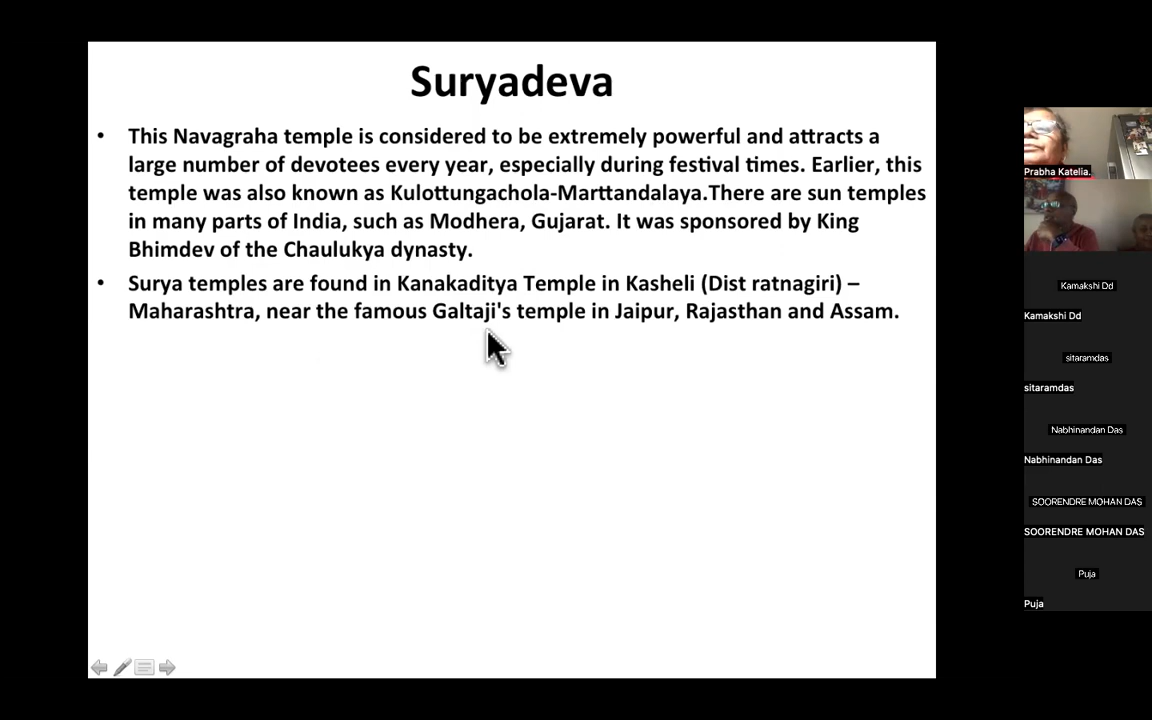 Suryadeva
• This Navagraha temple is considered to be extremely powerful and attracts a
large number of devotees every year, especially during festival times. Earlier, this
temple was also known as Kulottungachola-Marttandalaya.There are sun temples
in many parts of India, such as Modhera, Gujarat. It was sponsored by King
Bhimdev of the Chaulukya dynasty.
• Surya temples are found in Kanakaditya Temple in Kasheli (Dist ratnagiri) –
Maharashtra, near the famous Galtaji's temple in Jaipur, Rajasthan and Assam.
Prabha Katelia.
Kamakshi Dd
Kamakshi Dd
sitaramdas
sitaramdas
Nabhinandan Das
Nabhinandan Das
SOORENDRE MOHAN DAS
SOORENDRE MOHAN DAS
Puja
Puja